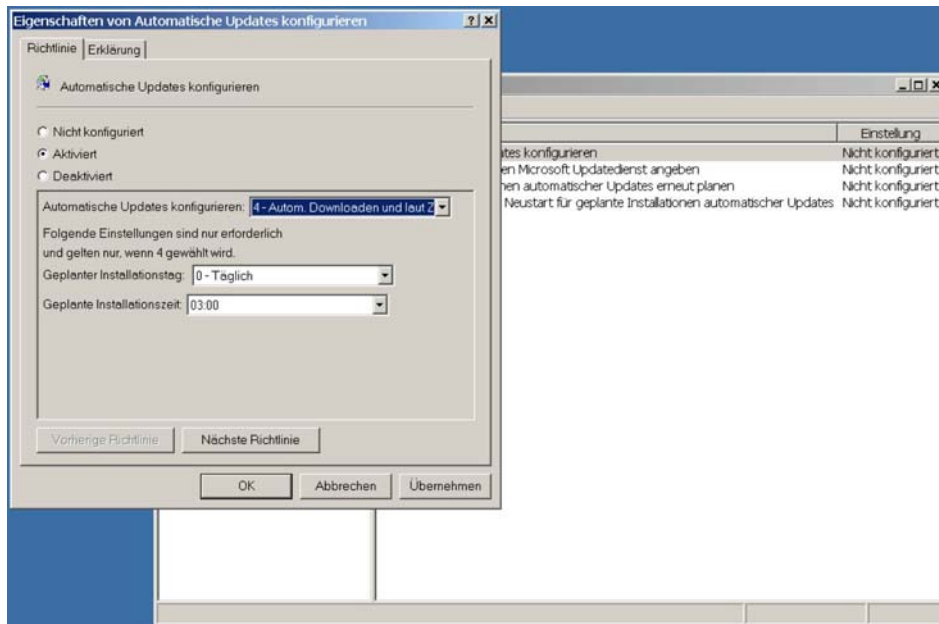 Eigenschaften von Automatische Updates konfigurieren
Richtlinie Erklärung
Automatische Updates konfigurieren
Nicht konfiguriert
Aktiviert
Deaktiviert
Automatische Updates konfigurieren: 4 - Autom. Downloaden und laut Z
Folgende Einstellungen sind nur erforderlich
und gelten nur, wenn 4 gewählt wird.
Geplanter Installationstag: 0 - Täglich
Geplante Installationszeit: 03:00
Vorherige Richtlinie Nächste Richtlinie
OK Abbrechen Übernehmen
Einstellung
tes konfigurieren Nicht konfiguriert
en Microsoft Updatedienst angeben Nicht konfiguriert
nen automatischer Updates erneut planen Nicht konfiguriert
Neustart für geplante Installationen automatischer Updates Nicht konfiguriert